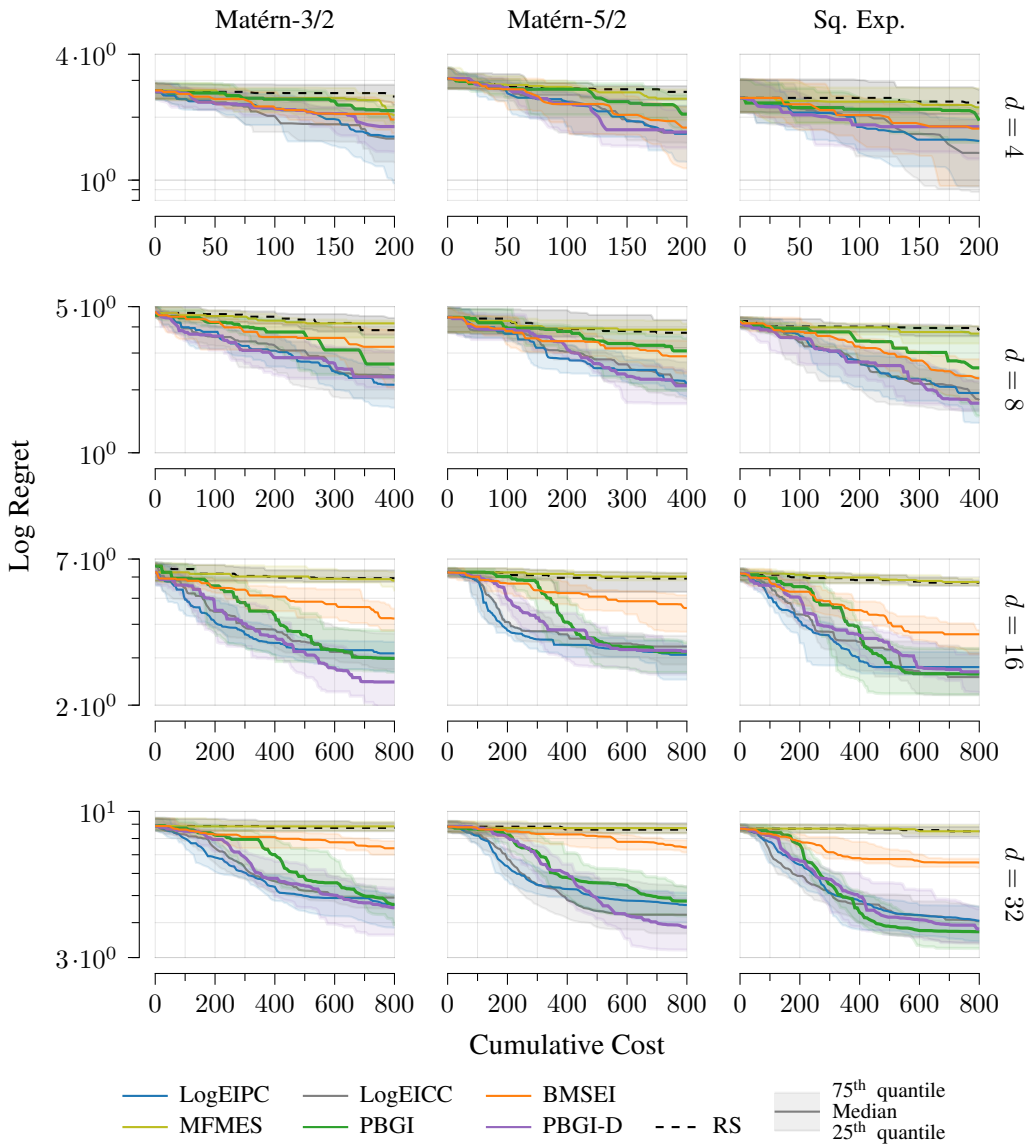 Matérn-3/2 Matérn-5/2 Sq. Exp.
4·10⁰
10⁰
0 50 100 150 200 0 50 100 150 200 0 50 100 150 200
d = 4
5·10⁰
10⁰
0 100 200 300 400 0 100 200 300 400 0 100 200 300 400
d = 8
Log Regret
7·10⁰
2·10⁰
0 200 400 600 800 0 200 400 600 800 0 200 400 600 800
d = 16
10¹
3·10⁰
0 200 400 600 800 0 200 400 600 800 0 200 400 600 800
d = 32
Cumulative Cost
LogEIPC LogEICC BMSEI
MFMES PBGI PBGI-D RS
75ᵗʰ quantile
Median
25ᵗʰ quantile